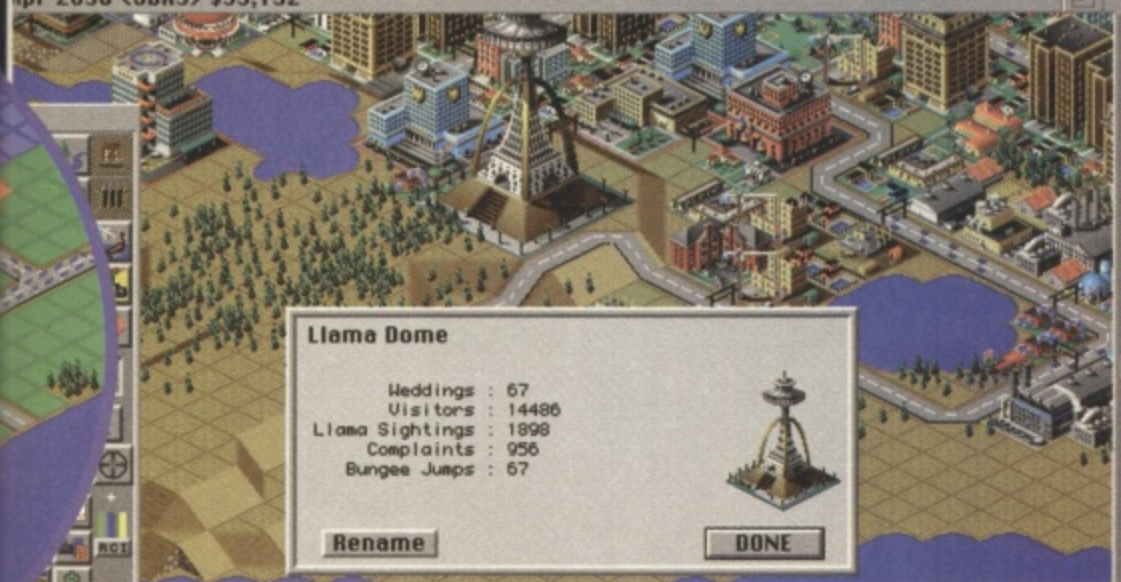 Llama Dome
Weddings : 67
Visitors : 14486
Llama Sightings : 1898
Complaints : 956
Bungee Jumps : 67
Rename
DONE
RCI